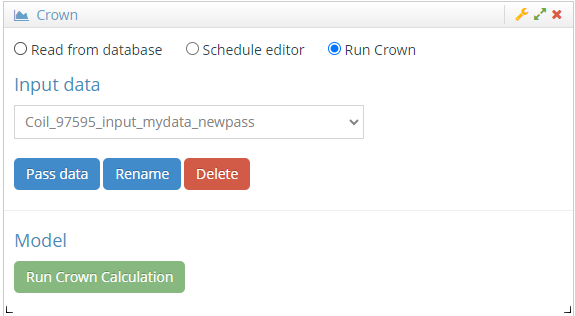 Crown
Read from database Schedule editor Run Crown
Input data
Coil_97595_input_mydata_newpass
Pass data Rename Delete
Model
Run Crown Calculation